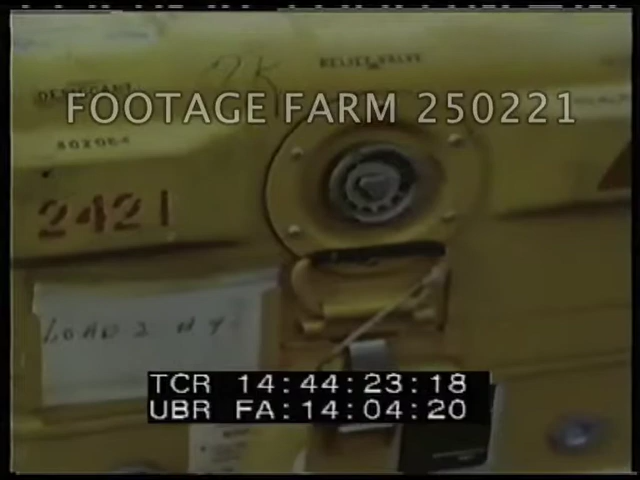 RELIEF VALVE
DESICCANT
FOOTAGE FARM 250221
2421
LOAD 2
TCR 14:44:23:18
UBR FA:14:04:20